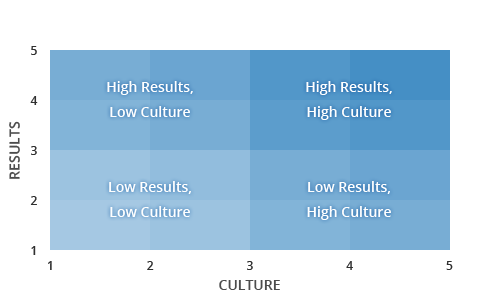 5
High Results,
Low Culture
High Results,
High Culture
4
RESULTS
3
Low Results,
Low Culture
Low Results,
High Culture
2
1
1 2 3 4 5
CULTURE